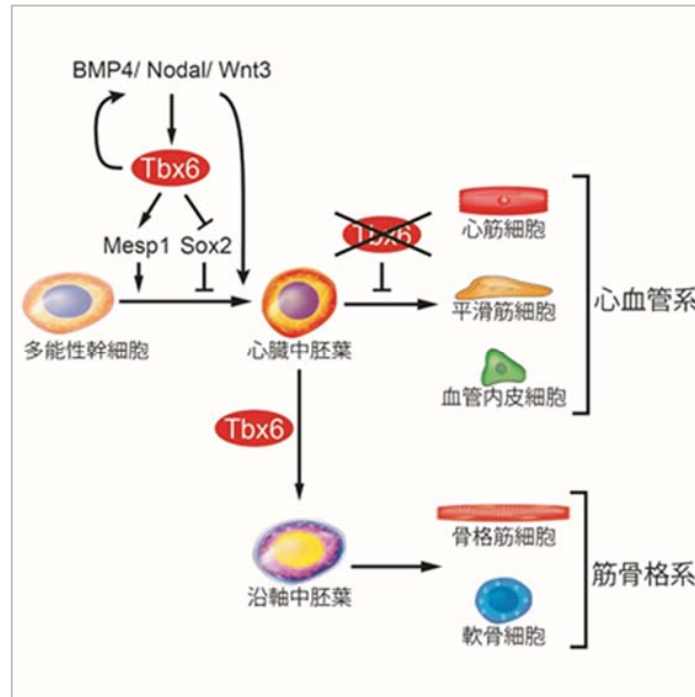 BMP4/ Nodal/ Wnt3
Tbx6
Mesp1 Sox2
Tbx6
心筋細胞
多能性幹細胞
心臓中胚葉
平滑筋細胞
血管内皮細胞
心血管系
Tbx6
沿軸中胚葉
骨格筋細胞
軟骨細胞
筋骨格系